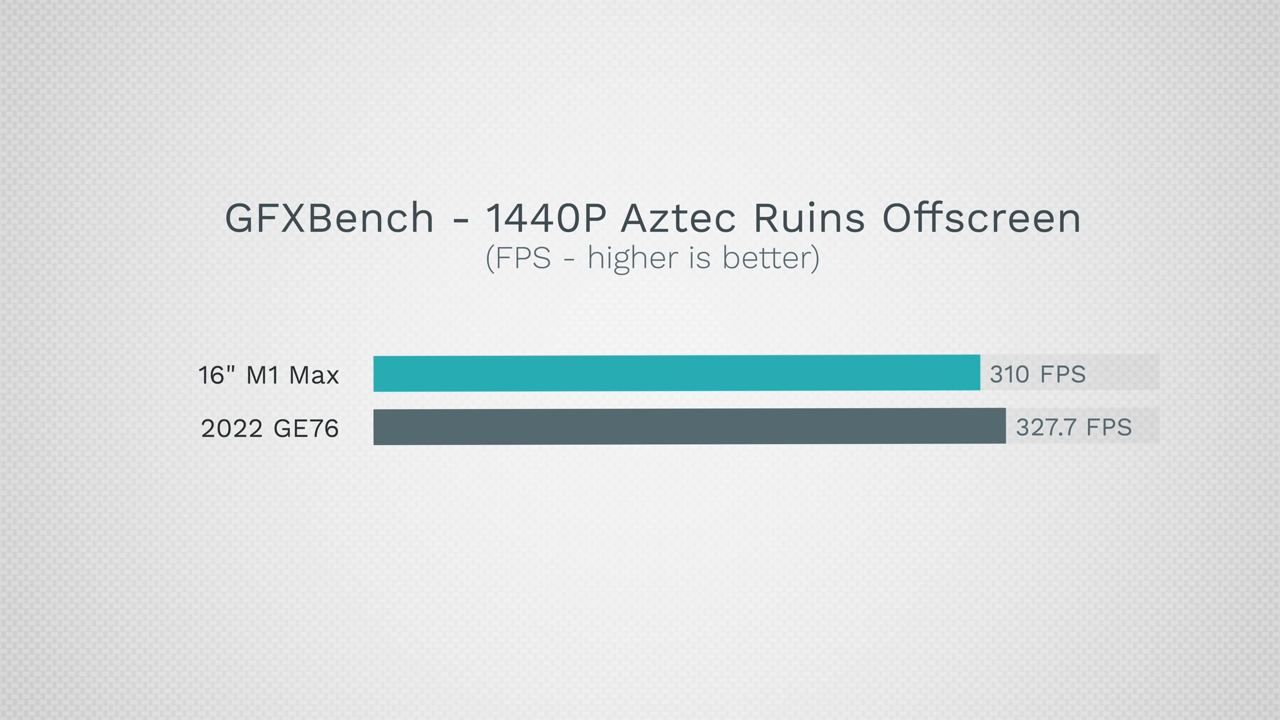 GFXBench - 1440P Aztec Ruins Offscreen
(FPS - higher is better)
16" M1 Max 310 FPS
2022 GE76 327.7 FPS